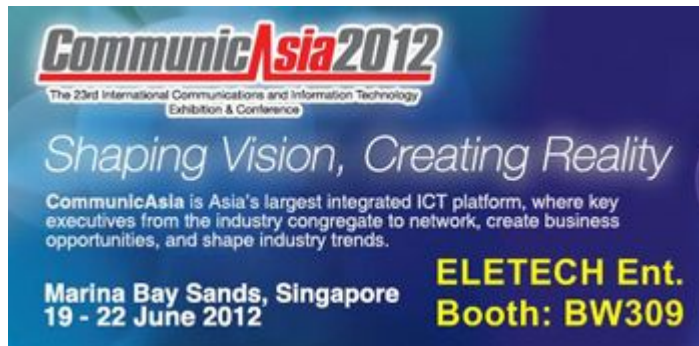 CommunicAsia2012
The 23rd International Communications and Information Technology
Exhibition & Conference
Shaping Vision, Creating Reality
CommunicAsia is Asia's largest integrated ICT platform, where key
executives from the industry congregate to network, create business
opportunities, and shape industry trends.
Marina Bay Sands, Singapore
19 - 22 June 2012
ELETECH Ent.
Booth: BW309